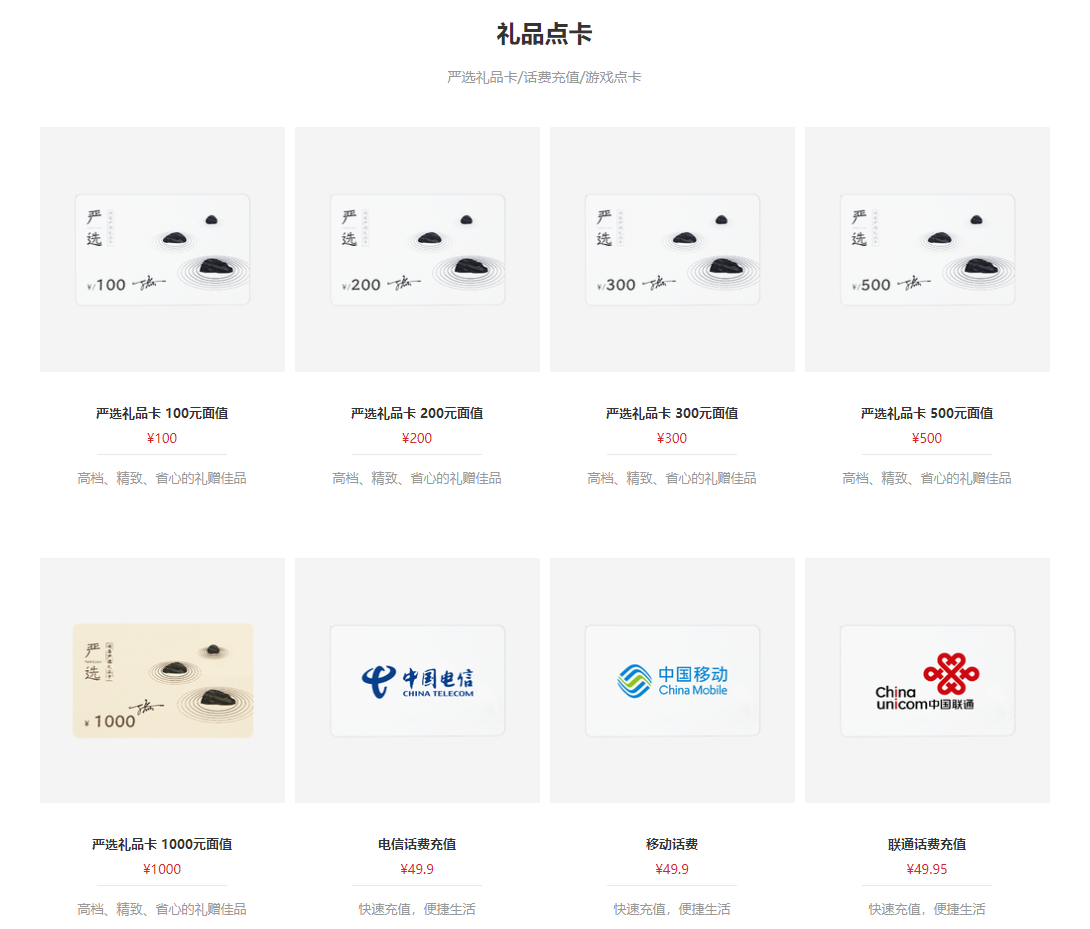 礼品点卡
严选礼品卡/话费充值/游戏点卡
严
选
¥/100
严
选
¥/200
严
选
¥/300
严
选
¥/500
严选礼品卡 100元面值
严选礼品卡 200元面值
严选礼品卡 300元面值
严选礼品卡 500元面值
¥100
¥200
¥300
¥500
高档、精致、省心的礼赠佳品
高档、精致、省心的礼赠佳品
高档、精致、省心的礼赠佳品
高档、精致、省心的礼赠佳品
严
选
¥ 1000
中国电信
CHINA TELECOM
中国移动
China Mobile
China
unicom中国联通
严选礼品卡 1000元面值
电信话费充值
移动话费
联通话费充值
¥1000
¥49.9
¥49.9
¥49.95
高档、精致、省心的礼赠佳品
快速充值，便捷生活
快速充值，便捷生活
快速充值，便捷生活